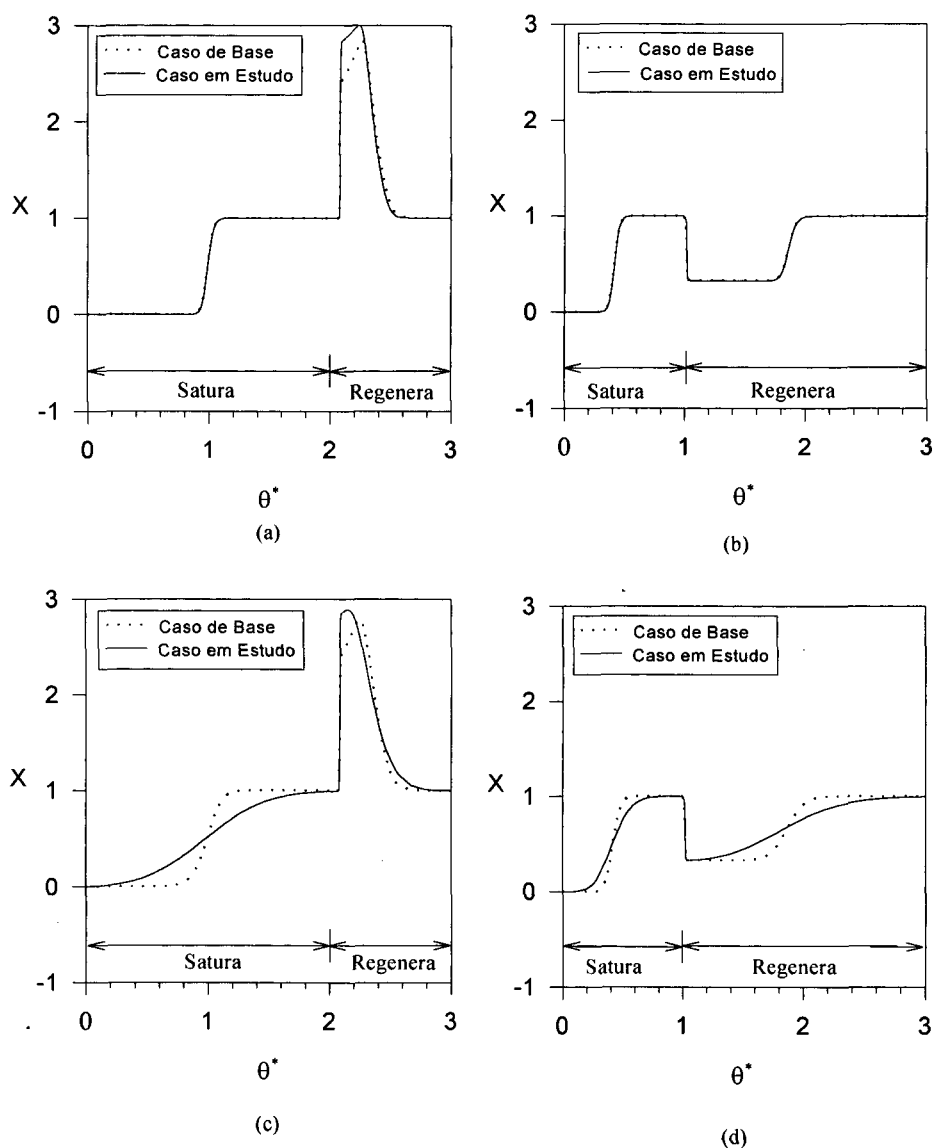 3
Caso de Base
Caso em Estudo
2
X
1
0
Satura
Regenera
-1
0 1 2 3
θ*
(a)
3
Caso de Base
Caso em Estudo
2
X
1
0
Satura
Regenera
-1
0 1 2 3
θ*
(b)
3
Caso de Base
Caso em Estudo
2
X
1
0
Satura
Regenera
-1
0 1 2 3
θ*
(c)
3
Caso de Base
Caso em Estudo
2
X
1
0
Satura
Regenera
-1
0 1 2 3
θ*
(d)